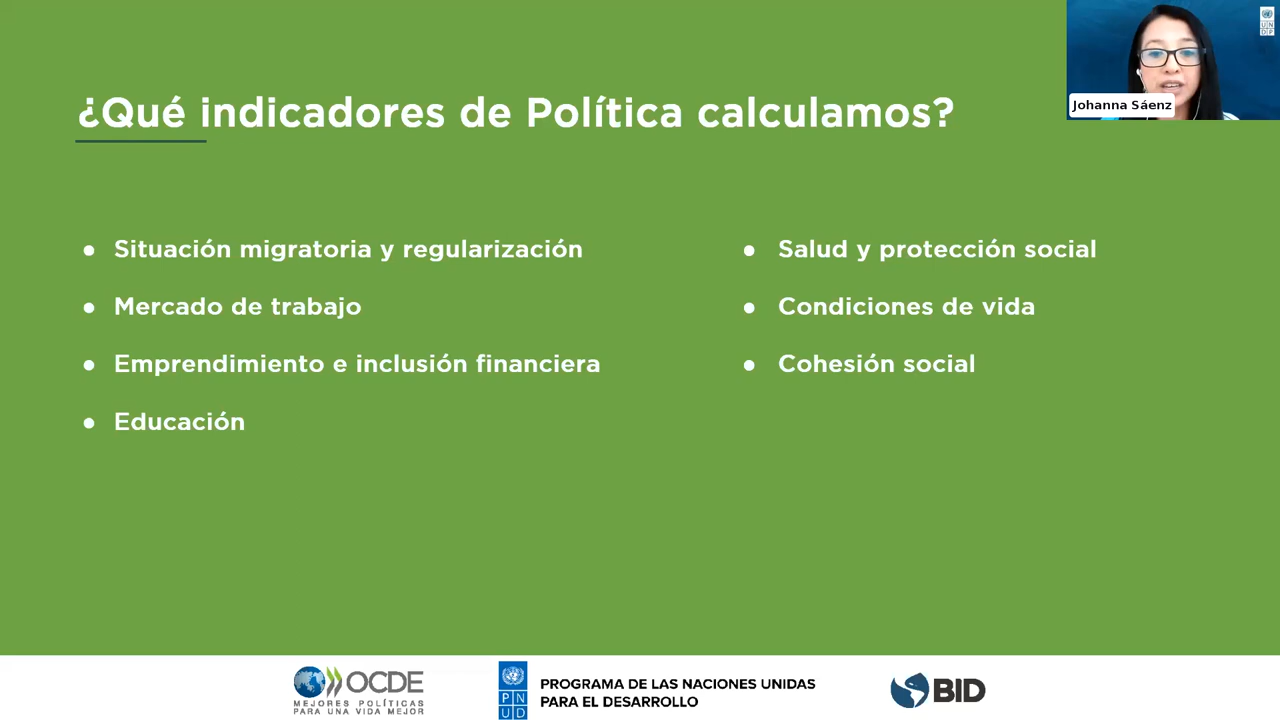 ¿Qué indicadores de Política calculamos?
Johanna Sáenz
U N
D P
● Situación migratoria y regularización
● Mercado de trabajo
● Emprendimiento e inclusión financiera
● Educación
● Salud y protección social
● Condiciones de vida
● Cohesión social
OCDE
MEJORES POLÍTICAS
PARA UNA VIDA MEJOR
P N
U D
PROGRAMA DE LAS NACIONES UNIDAS
PARA EL DESARROLLO
BID